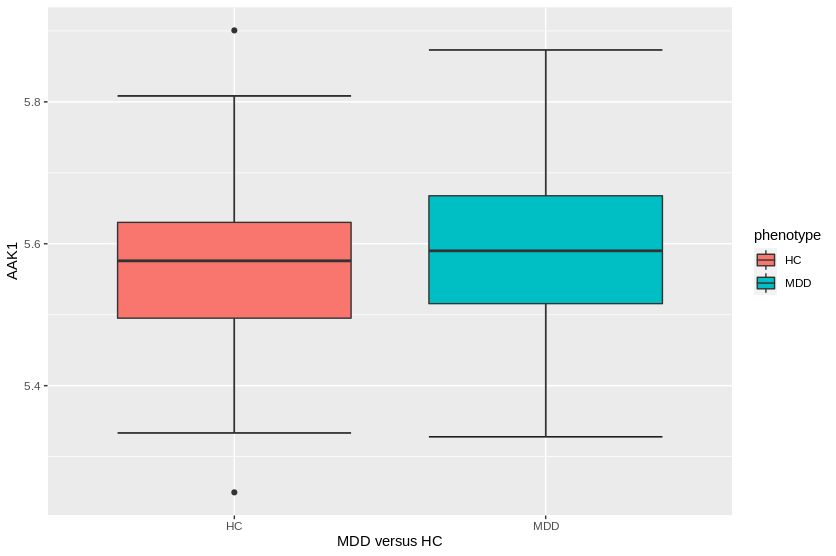 AAK1
5.8
5.6
5.4
HC
MDD
MDD versus HC
phenotype
HC
MDD